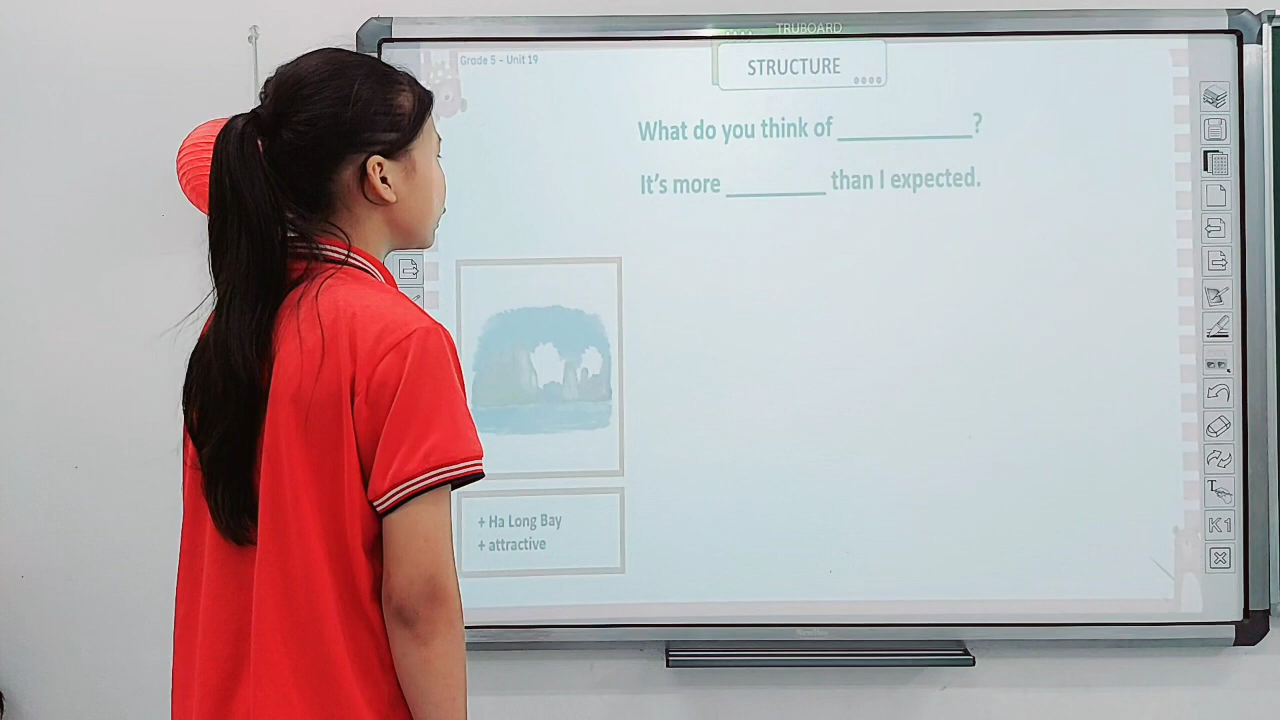 TRUBOARD
Grade 5 - Unit 19
STRUCTURE
What do you think of ____________?
It's more _________ than I expected.
+ Ha Long Bay
+ attractive
T
K1